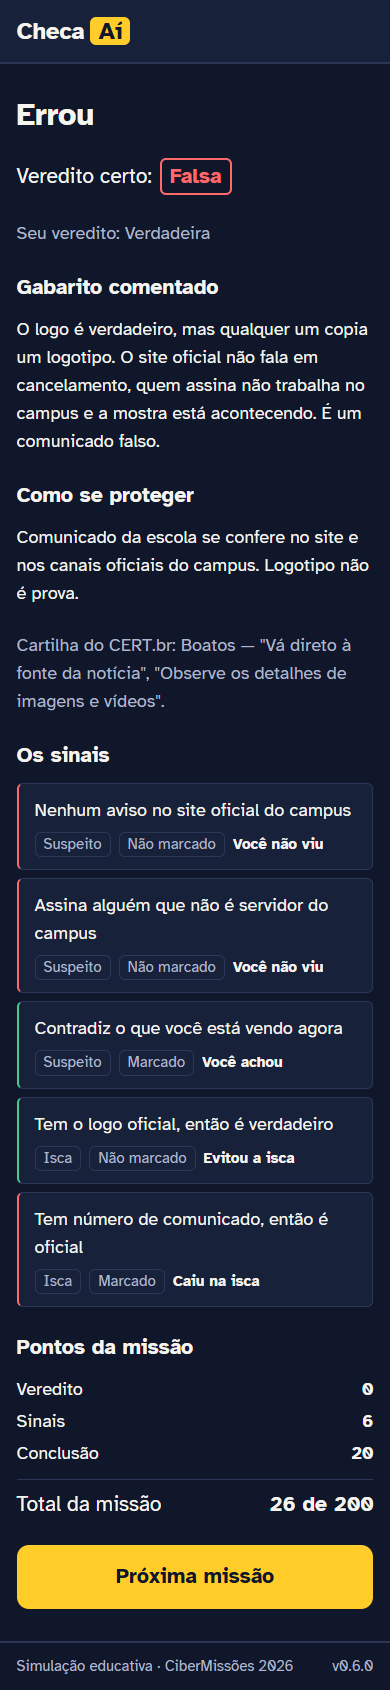 Checa Aí
Errou
Veredito certo: Falsa
Seu veredito: Verdadeira
Gabarito comentado
O logo é verdadeiro, mas qualquer um copia
um logotipo. O site oficial não fala em
cancelamento, quem assina não trabalha no
campus e a mostra está acontecendo. É um
comunicado falso.
Como se proteger
Comunicado da escola se confere no site e
nos canais oficiais do campus. Logotipo não
é prova.
Cartilha do CERT.br: Boatos — "Vá direto à
fonte da notícia", "Observe os detalhes de
imagens e vídeos".
Os sinais
Nenhum aviso no site oficial do campus
Suspeito Não marcado Você não viu
Assina alguém que não é servidor do
campus
Suspeito Não marcado Você não viu
Contradiz o que você está vendo agora
Suspeito Marcado Você achou
Tem o logo oficial, então é verdadeiro
Isca Não marcado Evitou a isca
Tem número de comunicado, então é
oficial
Isca Marcado Caiu na isca
Pontos da missão
Veredito 0
Sinais 6
Conclusão 20
Total da missão 26 de 200
Próxima missão
Simulação educativa · CiberMissões 2026 v0.6.0